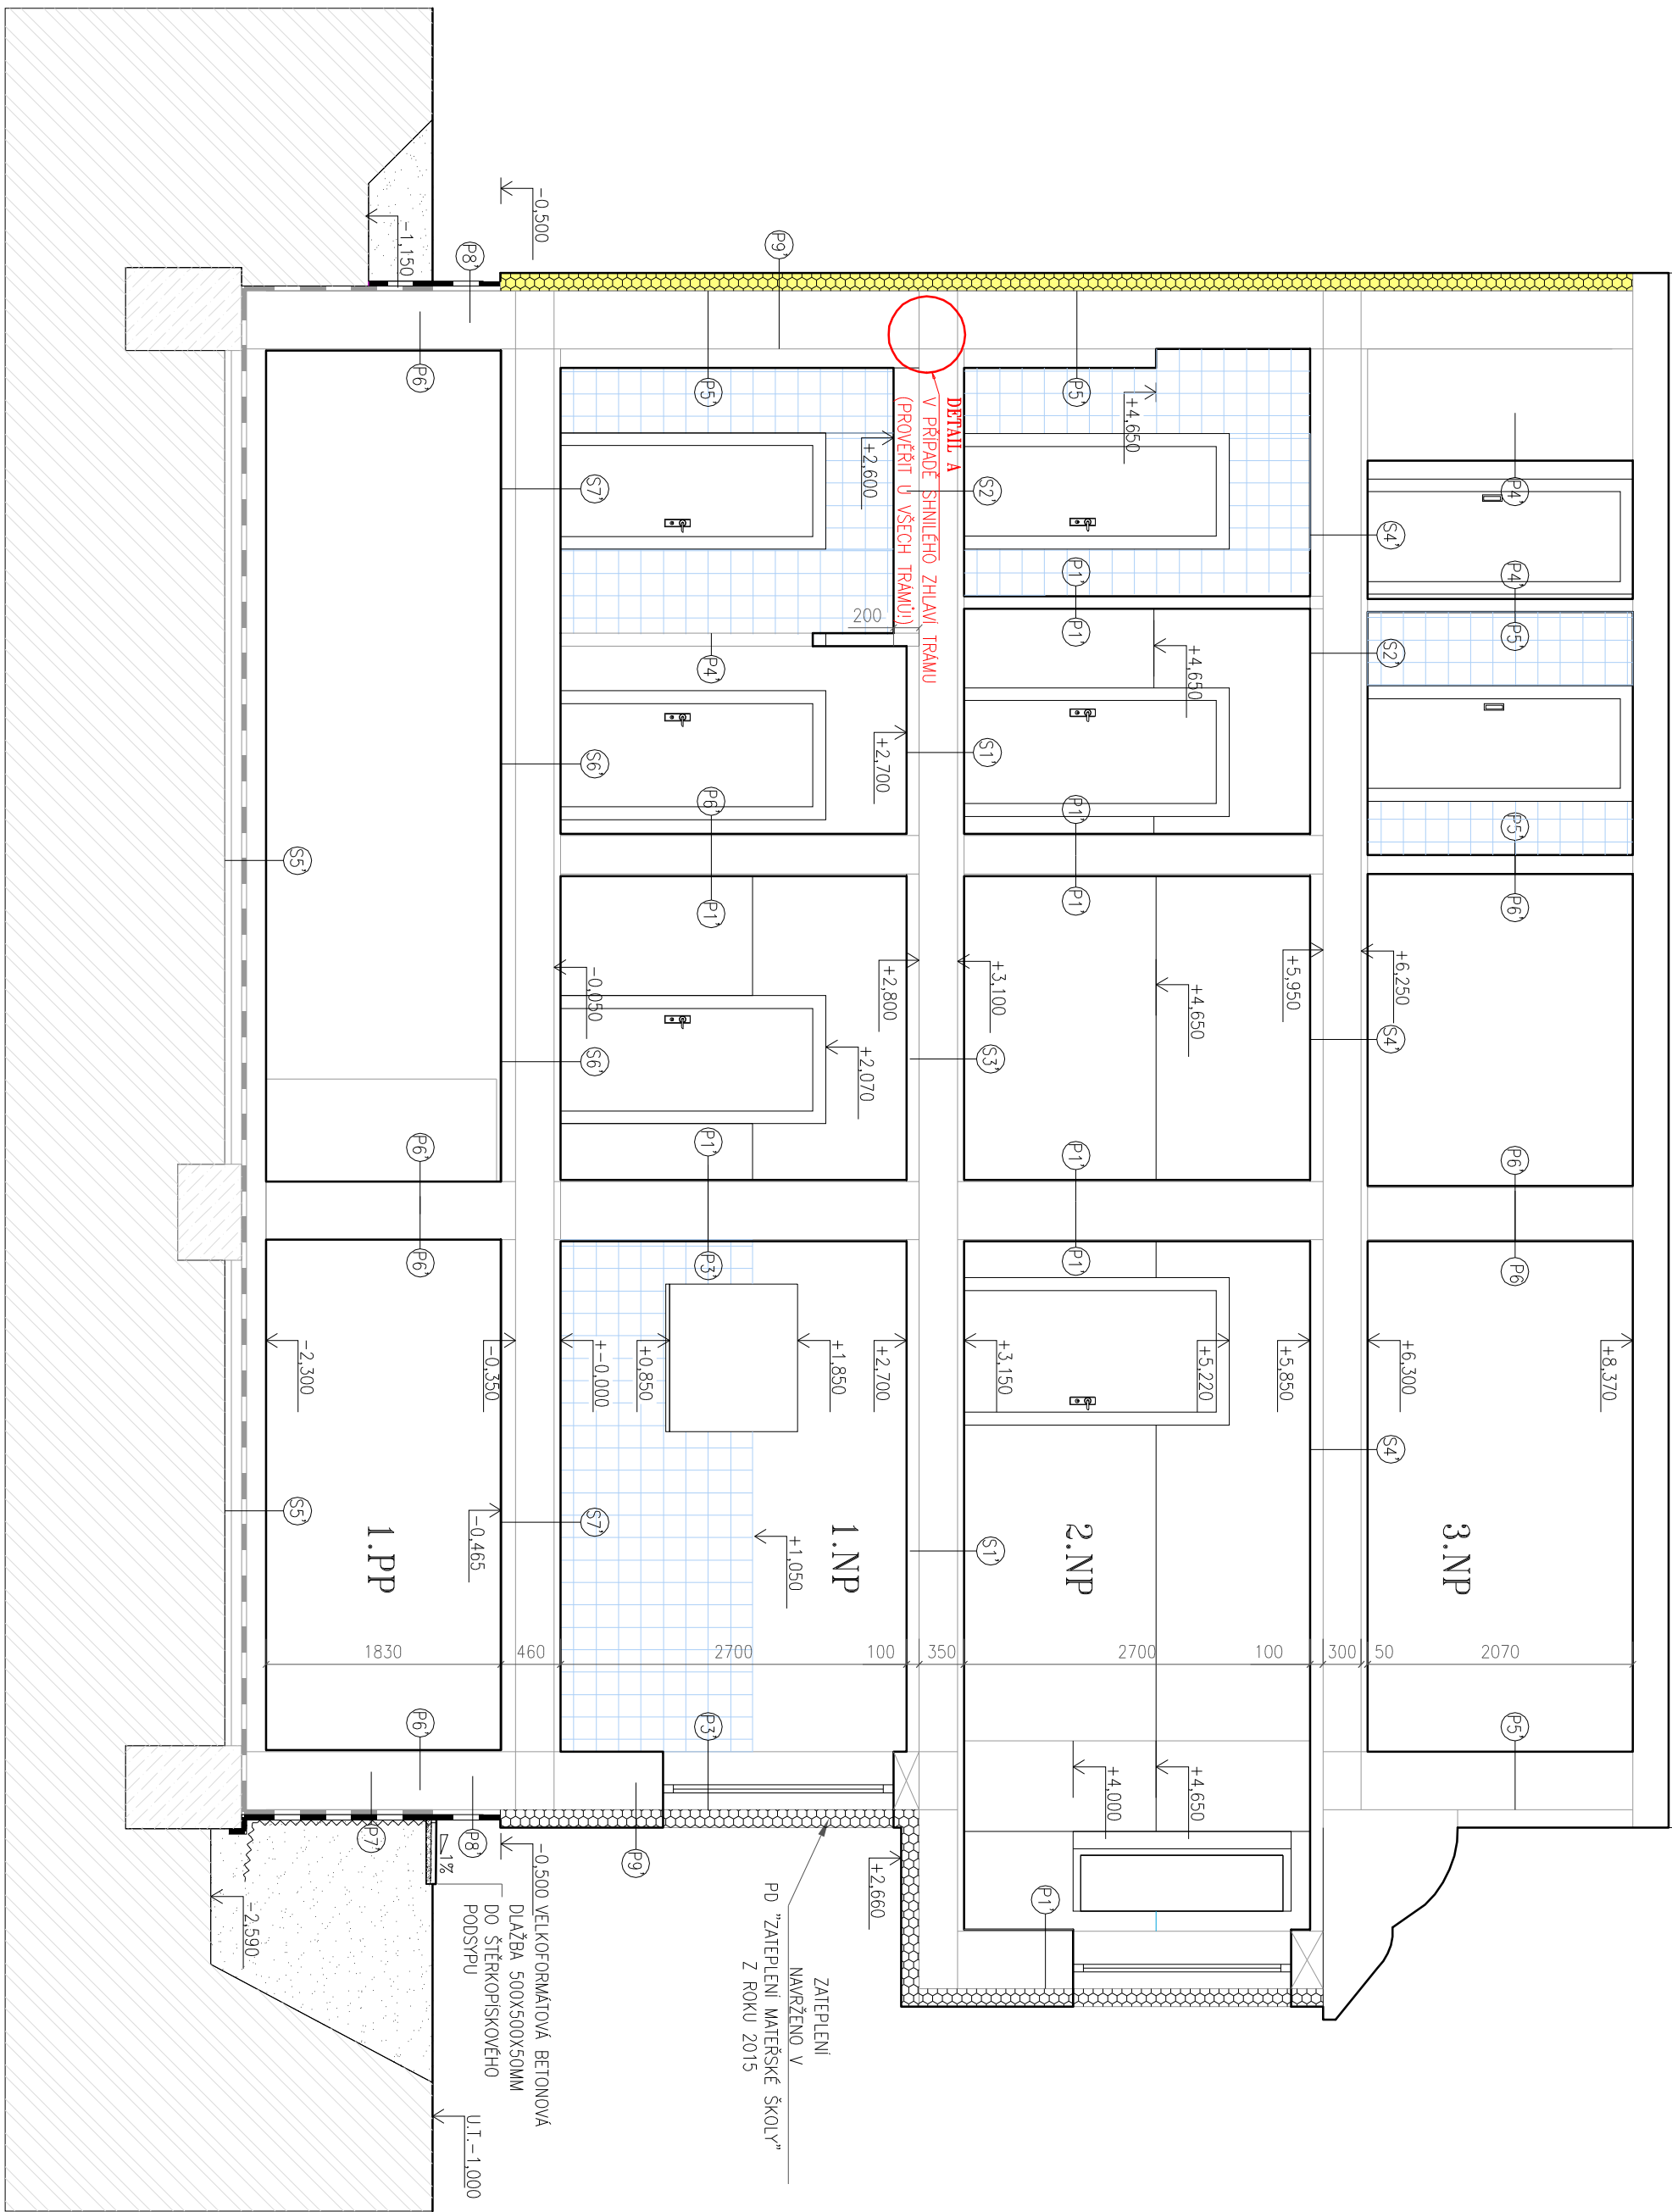 +8,370
P4' P4' P5' P5' P6' P6' P6 P5'
2070
3.NP
+6,250
+6,300
S4' S2' S4' S4'
50
300
+5,950
+5,850
100
+4,650
+4,650
+5,220
+4,650
+4,650
2700
+4,000
P5' P1' P1' P1' P1' P1' P1'
2.NP
P1'
S2' S1' +3,100 S3' +3,150 S1'
DETAIL A
V PŘÍPADĚ SHNILÉHO ZHLAVÍ TRÁMU
(PROVĚŘIT U VŠECH TRÁMŮ!)
350
+2,600
200
+2,700
+2,800
+2,700
100
+2,660
+2,070
+1,850
1.NP
ZATEPLENÍ
NAVRŽENO V
PD "ZATEPLENÍ MATEŘSKÉ ŠKOLY"
Z ROKU 2015
+1,050
P9'
P5' P4' P6' P1' P1' P3' P3'
2700
+0,850
P9'
S7' S6' -0,050 S6' +-0,000 S7'
-0,500
460
-0,500 VELKOFORMÁTOVÁ BETONOVÁ
DLAŽBA 500X500X50MM
DO ŠTĚRKOPÍSKOVÉHO
PODSYPU
-0,350
-0,465
P8'
P8'
1%
U.T.-1,000
-1,150
P6' P6' P6' P6'
1.PP
1830
P7'
-2,300
S5' S5'
-2,590